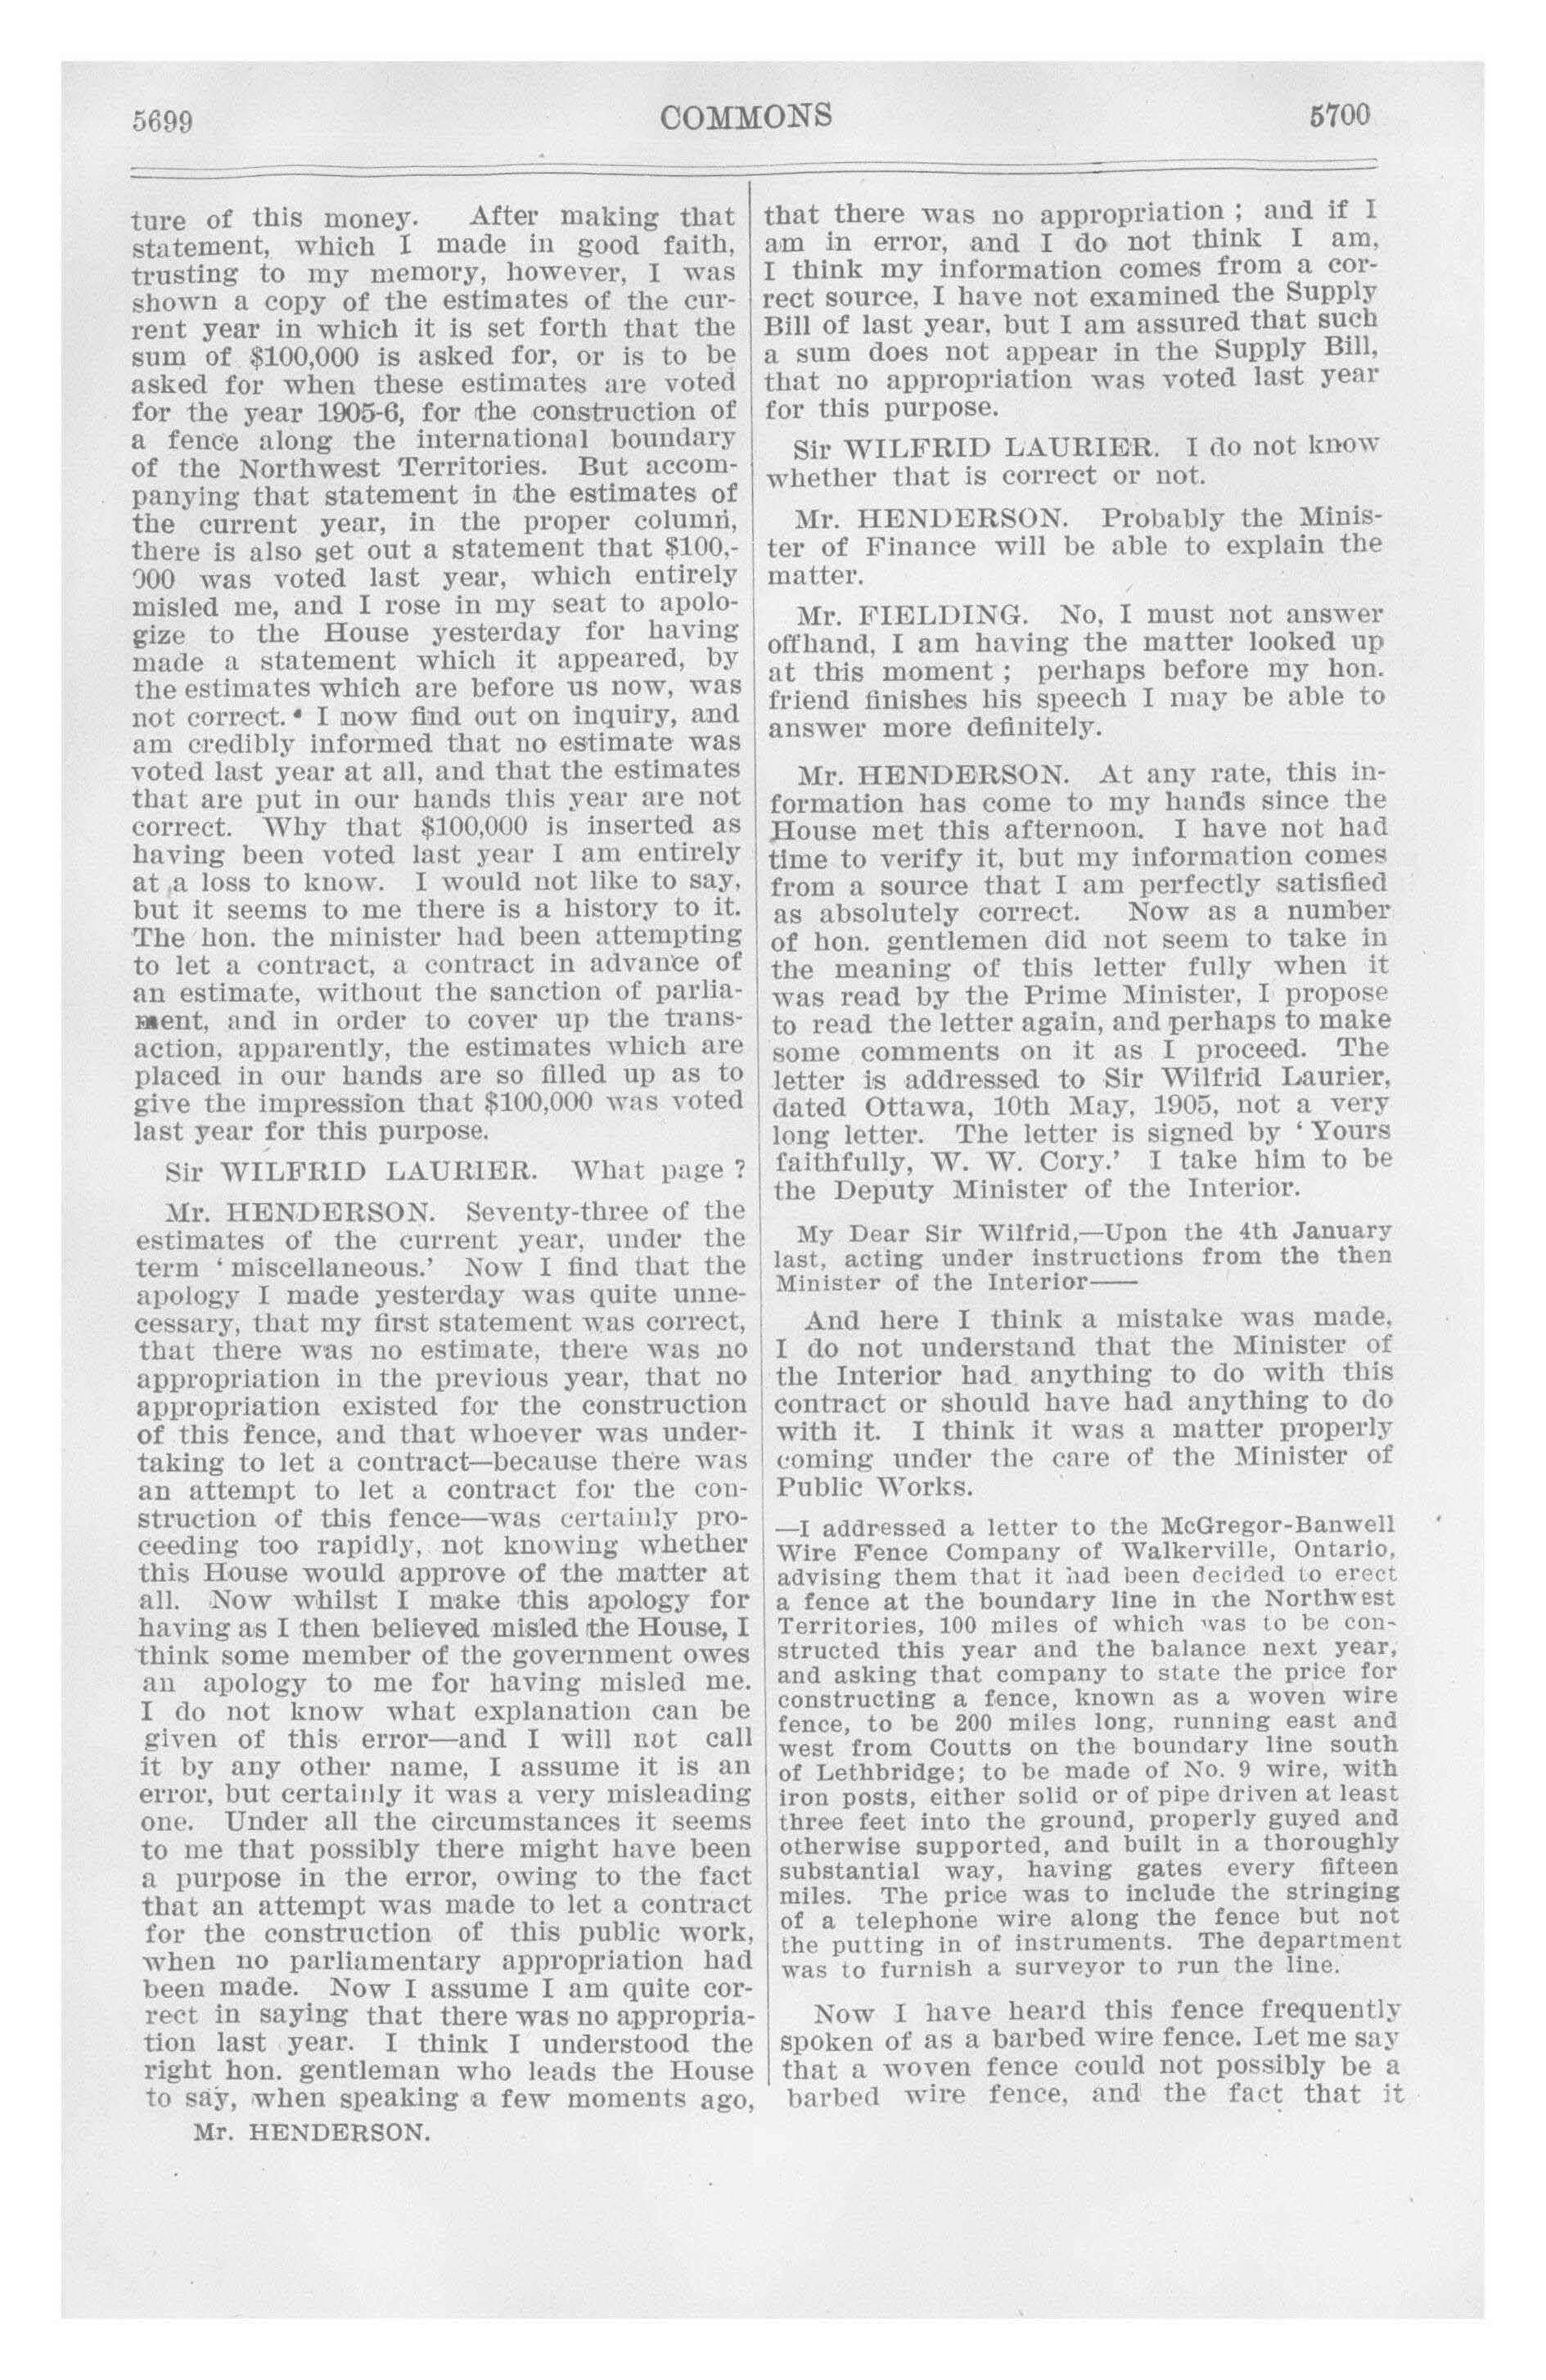 5699
COMMONS
5700
ture of this money. After making that
statement, which I made in good faith,
trusting to my memory, however, I was
shown a copy of the estimates of the cur-
rent year in which it is set forth that the
sum of $100,000 is asked for, or is to be
asked for when these estimates are voted
for the year 1905-6, for the construction of
a fence along the international boundary
of the Northwest Territories. But accom-
panying that statement in the estimates of
the current year, in the proper column,
there is also set out a statement that $100,-
000 was voted last year, which entirely
misled me, and I rose in my seat to apolo-
gize to the House yesterday for having
made a statement which it appeared, by
the estimates which are before us now, was
not correct. I now find out on inquiry, and
am credibly informed that no estimate was
voted last year at all, and that the estimates
that are put in our hands this year are not
correct. Why that $100,000 is inserted as
having been voted last year I am entirely
at a loss to know. I would not like to say,
but it seems to me there is a history to it.
The hon. the minister had been attempting
to let a contract, a contract in advance of
an estimate, without the sanction of parlia-
ment, and in order to cover up the trans-
action, apparently, the estimates which are
placed in our hands are so filled up as to
give the impression that $100,000 was voted
last year for this purpose.
Sir WILFRID LAURIER. What page ?
Mr. HENDERSON. Seventy-three of the
estimates of the current year, under the
term ‘ miscellaneous.’ Now I find that the
apology I made yesterday was quite unne-
cessary, that my first statement was correct,
that there was no estimate, there was no
appropriation in the previous year, that no
appropriation existed for the construction
of this fence, and that whoever was under-
taking to let a contract—because there was
an attempt to let a contract for the con-
struction of this fence—was certainly pro-
ceeding too rapidly, not knowing whether
this House would approve of the matter at
all. Now whilst I make this apology for
having as I then believed misled the House, I
think some member of the government owes
an apology to me for having misled me.
I do not know what explanation can be
given of this error—and I will not call
it by any other name, I assume it is an
error, but certainly it was a very misleading
one. Under all the circumstances it seems
to me that possibly there might have been
a purpose in the error, owing to the fact
that an attempt was made to let a contract
for the construction of this public work,
when no parliamentary appropriation had
been made. Now I assume I am quite cor-
rect in saying that there was no appropria-
tion last year. I think I understood the
right hon. gentleman who leads the House
to say, when speaking a few moments ago,
Mr. HENDERSON.
that there was no appropriation ; and if I
am in error, and I do not think I am,
I think my information comes from a cor-
rect source, I have not examined the Supply
Bill of last year, but I am assured that such
a sum does not appear in the Supply Bill,
that no appropriation was voted last year
for this purpose.
Sir WILFRID LAURIER. I do not know
whether that is correct or not.
Mr. HENDERSON. Probably the Minis-
ter of Finance will be able to explain the
matter.
Mr. FIELDING. No, I must not answer
offhand, I am having the matter looked up
at this moment ; perhaps before my hon.
friend finishes his speech I may be able to
answer more definitely.
Mr. HENDERSON. At any rate, this in-
formation has come to my hands since the
House met this afternoon. I have not had
time to verify it, but my information comes
from a source that I am perfectly satisfied
as absolutely correct. Now as a number
of hon. gentlemen did not seem to take in
the meaning of this letter fully when it
was read by the Prime Minister, I propose
to read the letter again, and perhaps to make
some comments on it as I proceed. The
letter is addressed to Sir Wilfrid Laurier,
dated Ottawa, 10th May, 1905, not a very
long letter. The letter is signed by ‘ Yours
faithfully, W. W. Cory.’ I take him to be
the Deputy Minister of the Interior.
My Dear Sir Wilfrid,—Upon the 4th January
last, acting under instructions from the then
Minister of the Interior——
And here I think a mistake was made,
I do not understand that the Minister of
the Interior had anything to do with this
contract or should have had anything to do
with it. I think it was a matter properly
coming under the care of the Minister of
Public Works.
—I addressed a letter to the McGregor-Banwell
Wire Fence Company of Walkerville, Ontario,
advising them that it had been decided to erect
a fence at the boundary line in the Northwest
Territories, 100 miles of which was to be con-
structed this year and the balance next year,
and asking that company to state the price for
constructing a fence, known as a woven wire
fence, to be 200 miles long, running east and
west from Coutts on the boundary line south
of Lethbridge; to be made of No. 9 wire, with
iron posts, either solid or of pipe driven at least
three feet into the ground, properly guyed and
otherwise supported, and built in a thoroughly
substantial way, having gates every fifteen
miles. The price was to include the stringing
of a telephone wire along the fence but not
the putting in of instruments. The department
was to furnish a surveyor to run the line.
Now I have heard this fence frequently
spoken of as a barbed wire fence. Let me say
that a woven fence could not possibly be a
barbed wire fence, and the fact that it